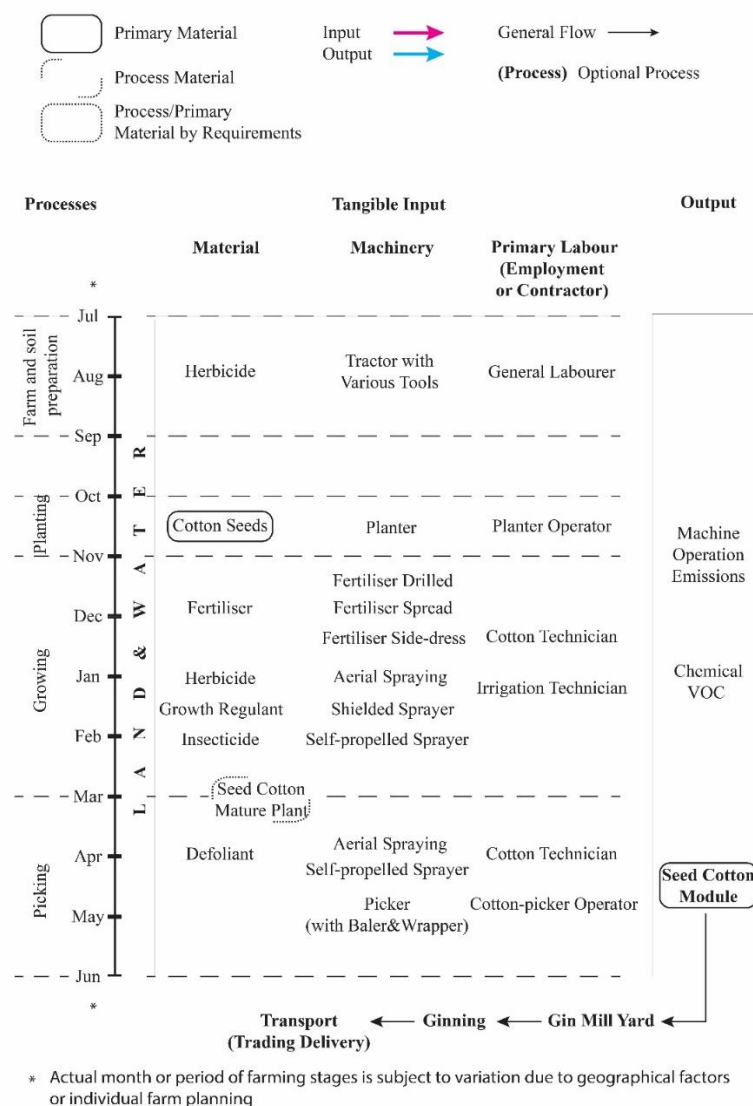 Primary Material
Process Material
Process/Primary
Material by Requirements
Input
Output
General Flow
(Process) Optional Process
Processes
Tangible Input
Output
Material
Machinery
Primary Labour
(Employment
or Contractor)
*
Jul
Farm and soil
preparation
Aug
Herbicide
Tractor with
Various Tools
General Labourer
Sep
LAND & WATER
Oct
Planting
Cotton Seeds
Planter
Planter Operator
Nov
Growing
Dec
Fertiliser
Fertiliser Drilled
Fertiliser Spread
Fertiliser Side-dress
Cotton Technician
Jan
Herbicide
Aerial Spraying
Irrigation Technician
Growth Regulant
Shielded Sprayer
Feb
Insecticide
Self-propelled Sprayer
Machine
Operation
Emissions
Chemical
VOC
Mar
Seed Cotton
Mature Plant
Picking
Apr
Defoliant
Aerial Spraying
Self-propelled Sprayer
Cotton Technician
May
Picker
(with Baler&Wrapper)
Cotton-picker Operator
Seed Cotton
Module
Jun
*
Transport
(Trading Delivery)
Ginning
Gin Mill Yard
* Actual month or period of farming stages is subject to variation due to geographical factors
or individual farm planning